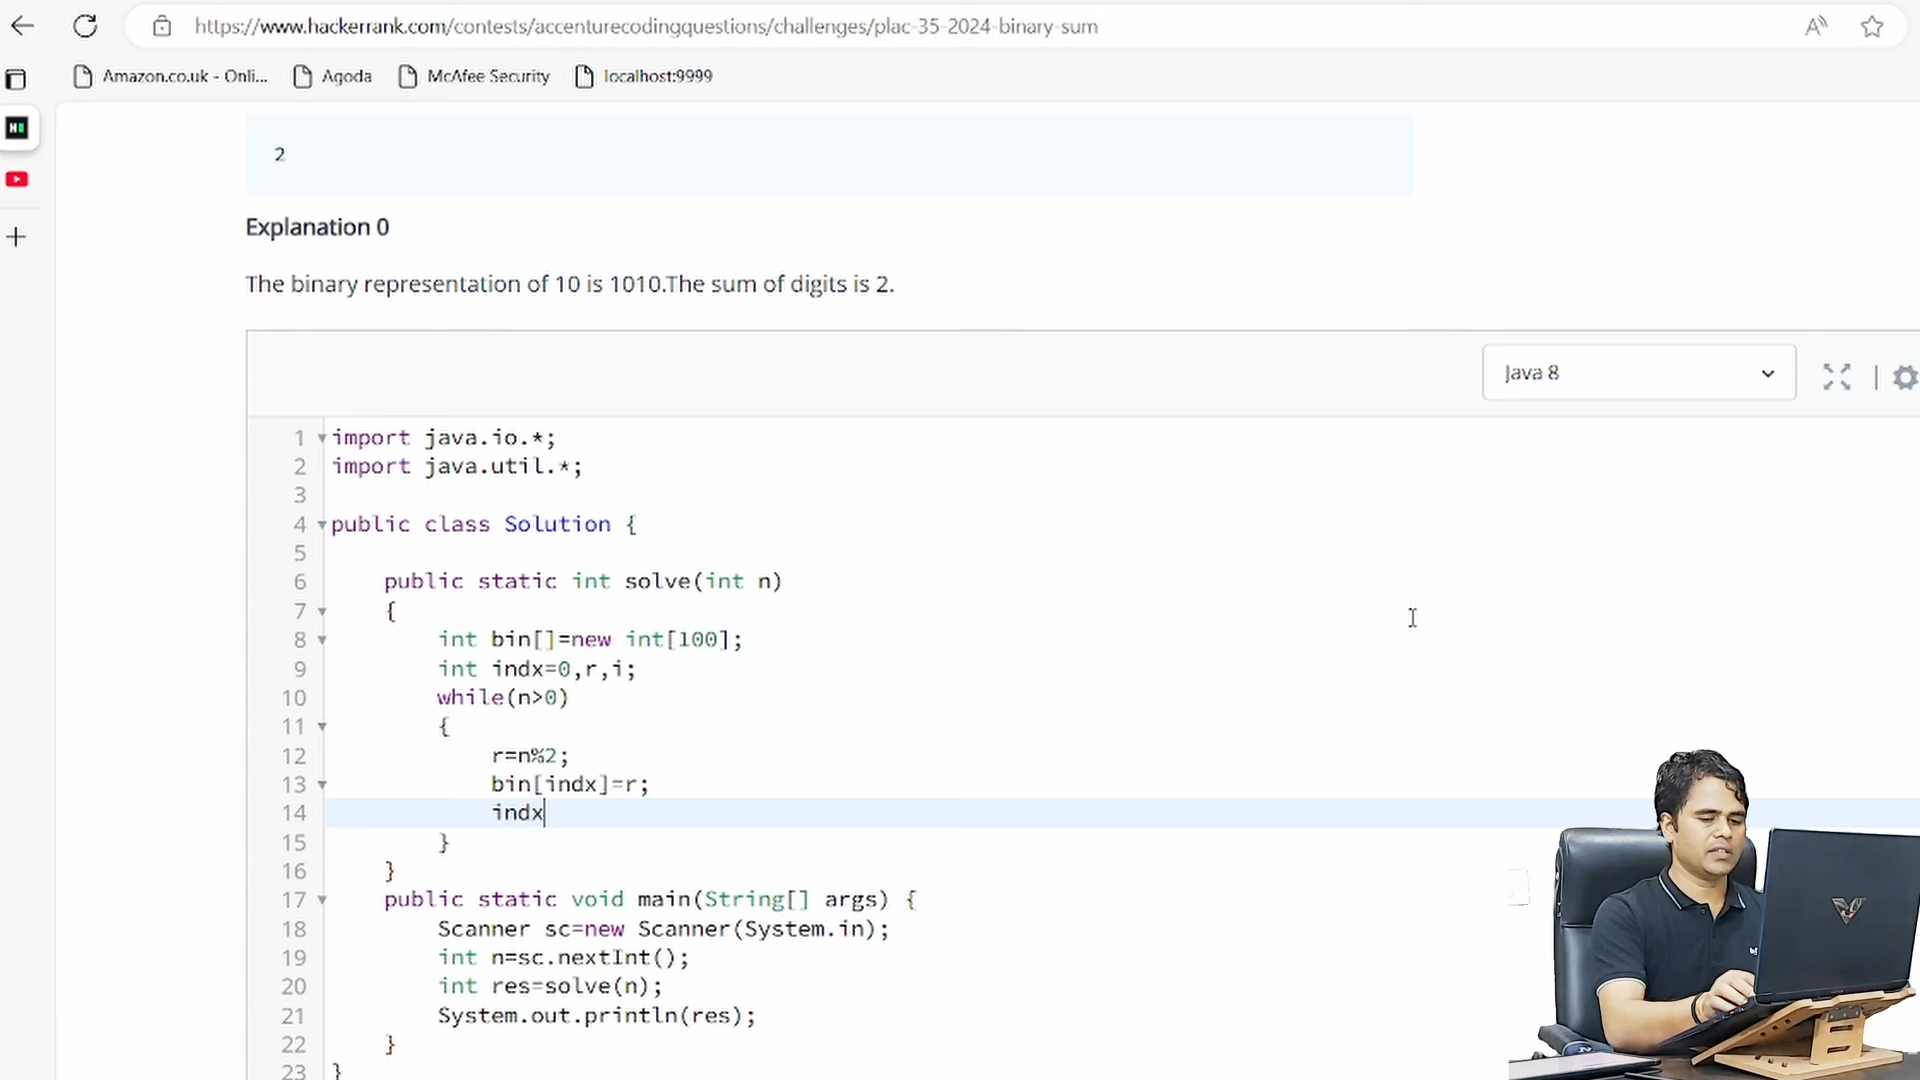 https://www.hackerrank.com/contests/accenturecodingquestions/challenges/plac-35-2024-binary-sum
Amazon.co.uk - Onli...
Agoda
McAfee Security
localhost:9999
2
Explanation 0
The binary representation of 10 is 1010.The sum of digits is 2.
Java 8
1 import java.io.*;
2 import java.util.*;
3
4 public class Solution {
5
6 public static int solve(int n)
7 {
8 int bin[]=new int[100];
9 int indx=0,r,i;
10 while(n>0)
11 {
12 r=n%2;
13 bin[indx]=r;
14 indx
15 }
16 }
17 public static void main(String[] args) {
18 Scanner sc=new Scanner(System.in);
19 int n=sc.nextInt();
20 int res=solve(n);
21 System.out.println(res);
22 }
23 }